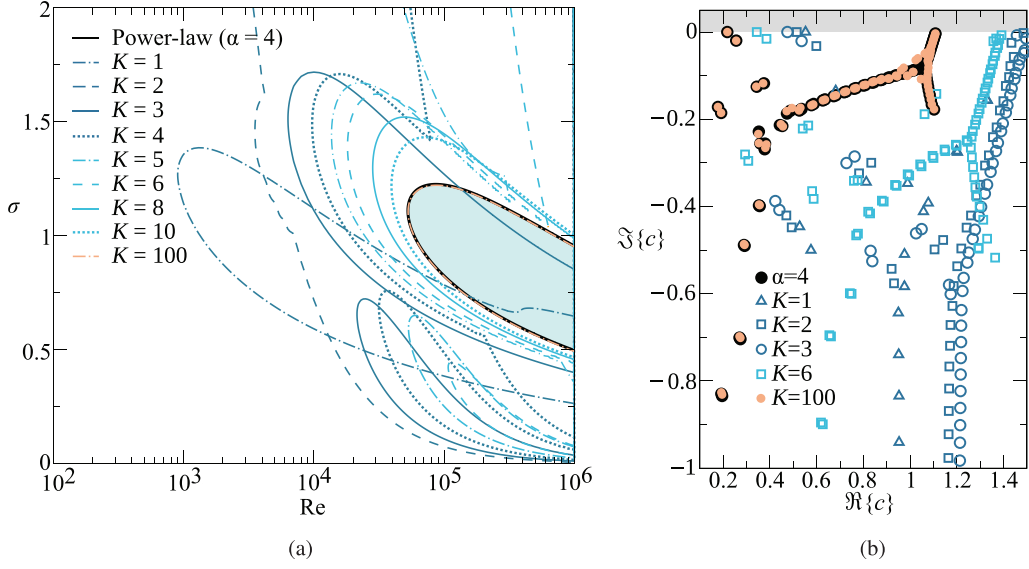 2
1.5
1
0.5
0
σ
10²
10³
10⁴
10⁵
10⁶
Re
Power-law (α = 4)
K = 1
K = 2
K = 3
K = 4
K = 5
K = 6
K = 8
K = 10
K = 100
(a)
0
−0.2
−0.4
−0.6
−0.8
−1
ℑ{c}
0.2
0.4
0.6
0.8
1
1.2
1.4
ℜ{c}
α=4
K=1
K=2
K=3
K=6
K=100
(b)